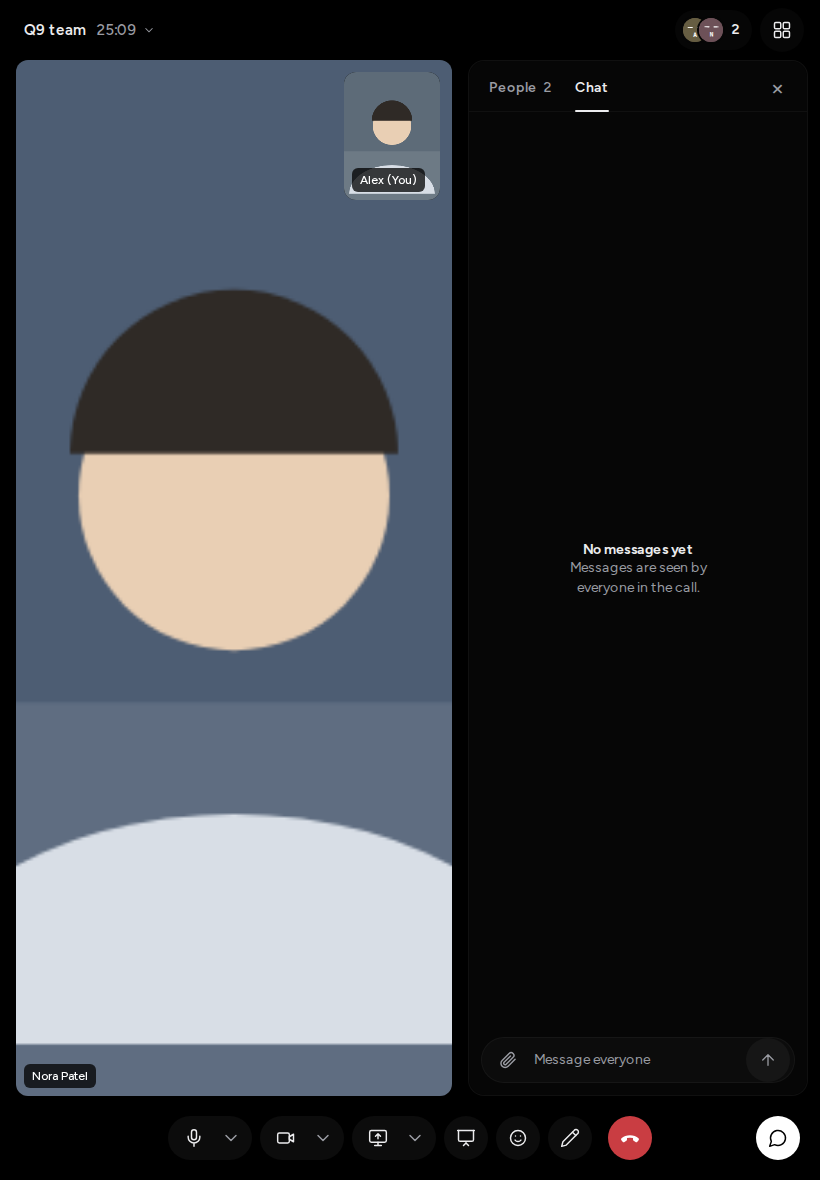 Q9 team 25:09
A N 2
People 2 Chat
Alex (You)
No messages yet
Messages are seen by
everyone in the call.
Message everyone
Nora Patel